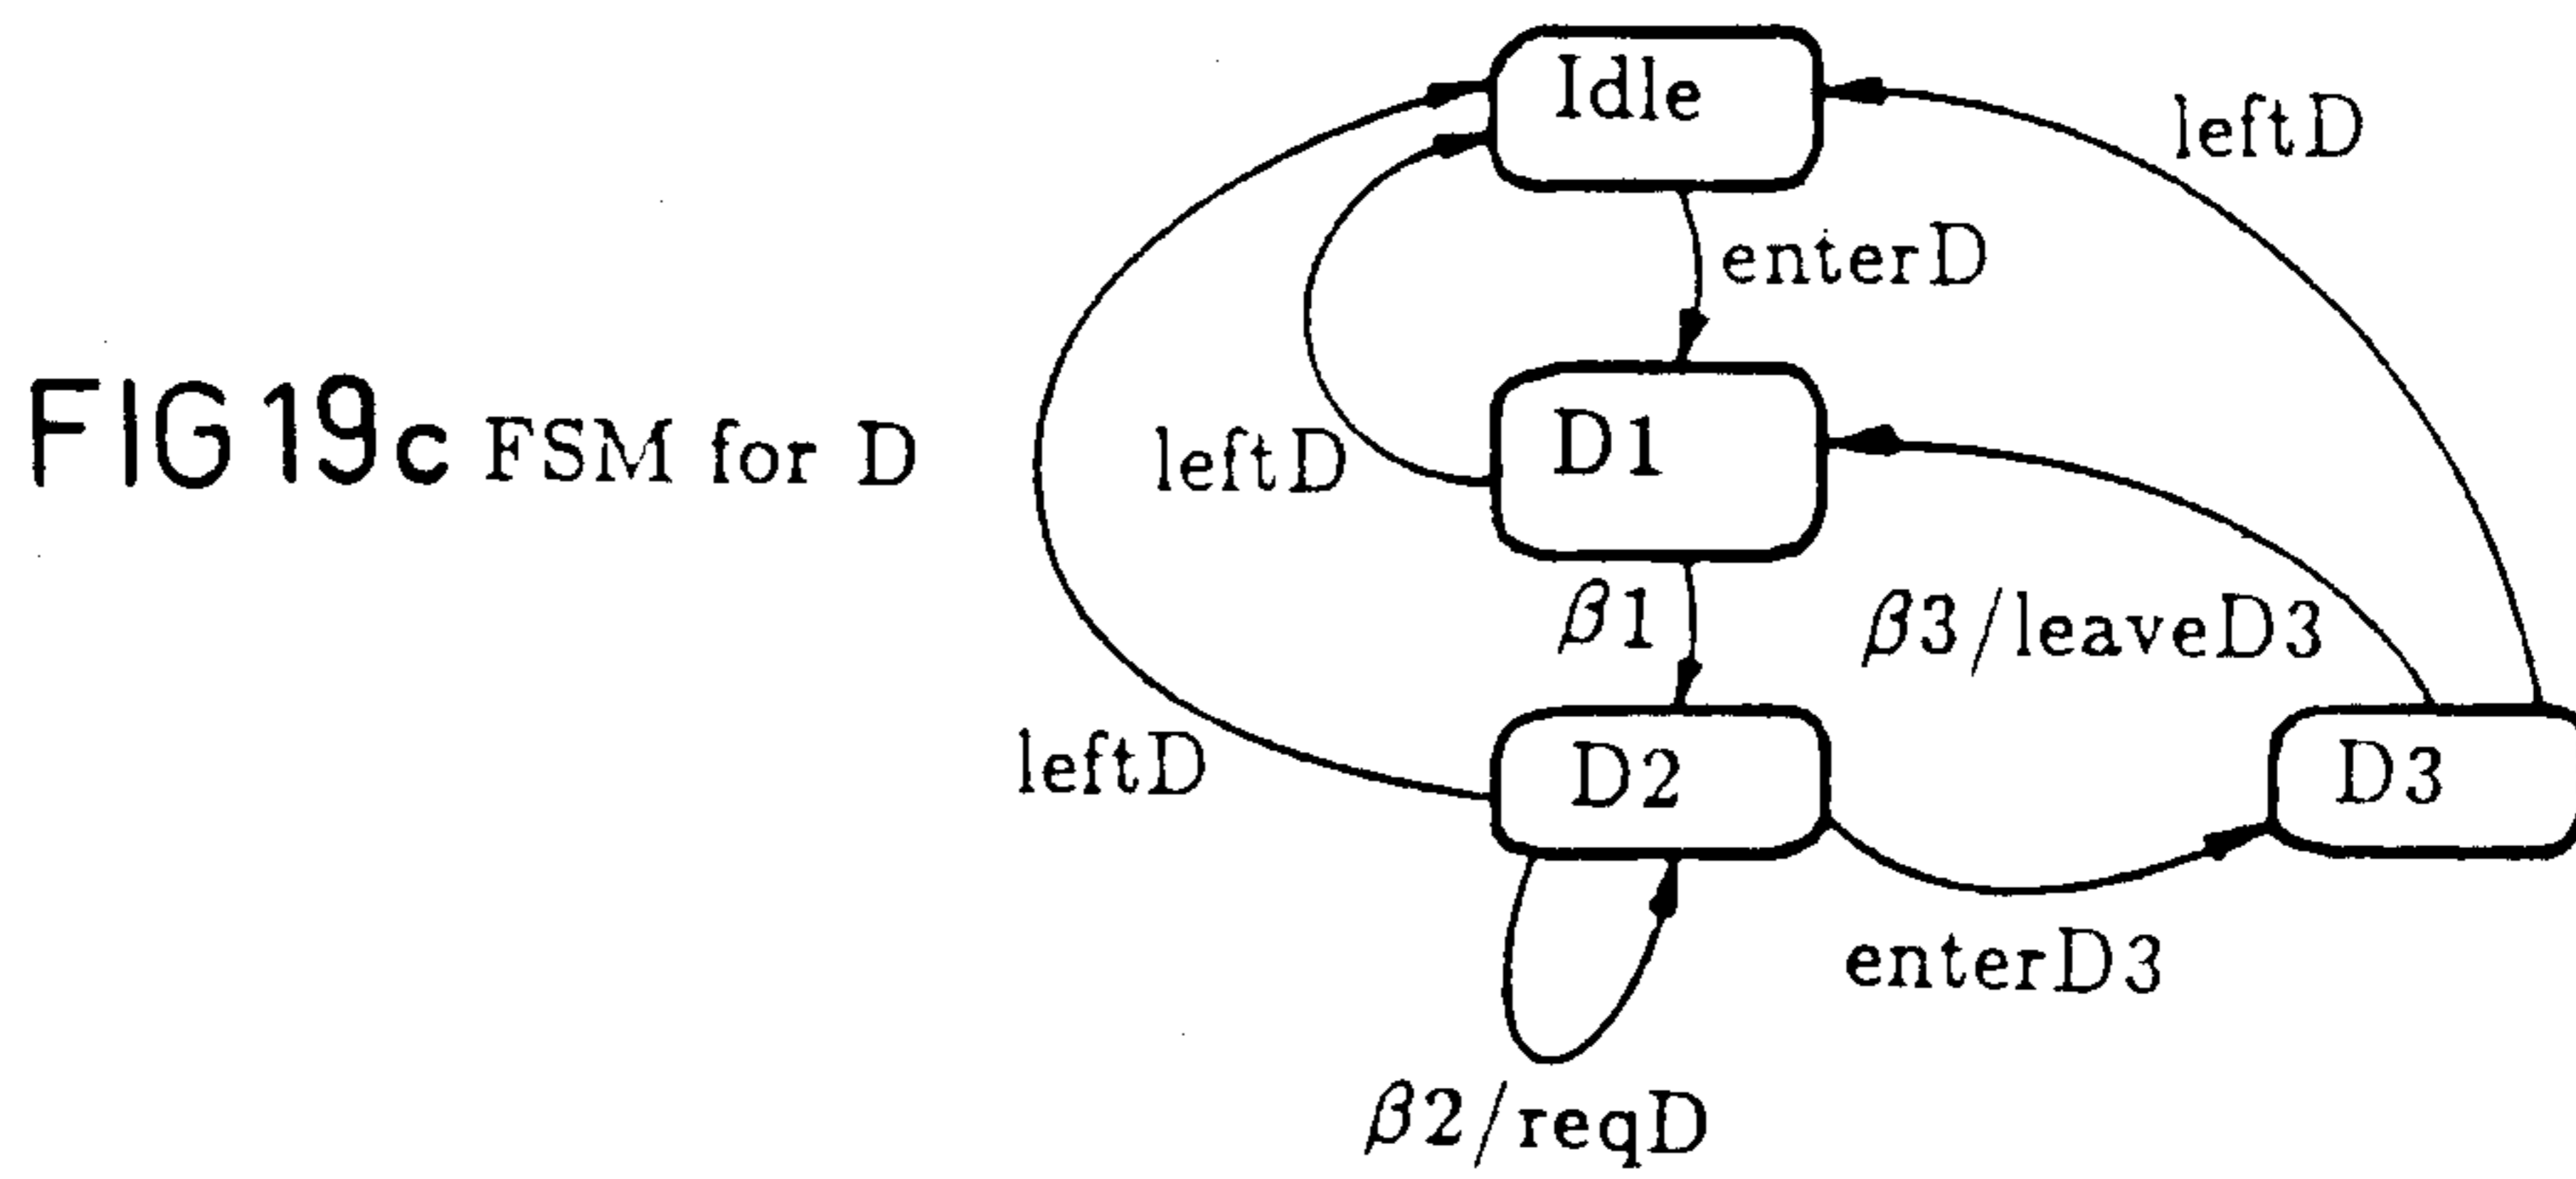 Idle
leftD
enterD
FIG 19c FSM for D
D1
leftD
β1
β3/leaveD3
leftD
D2
D3
enterD3
β2/reqD